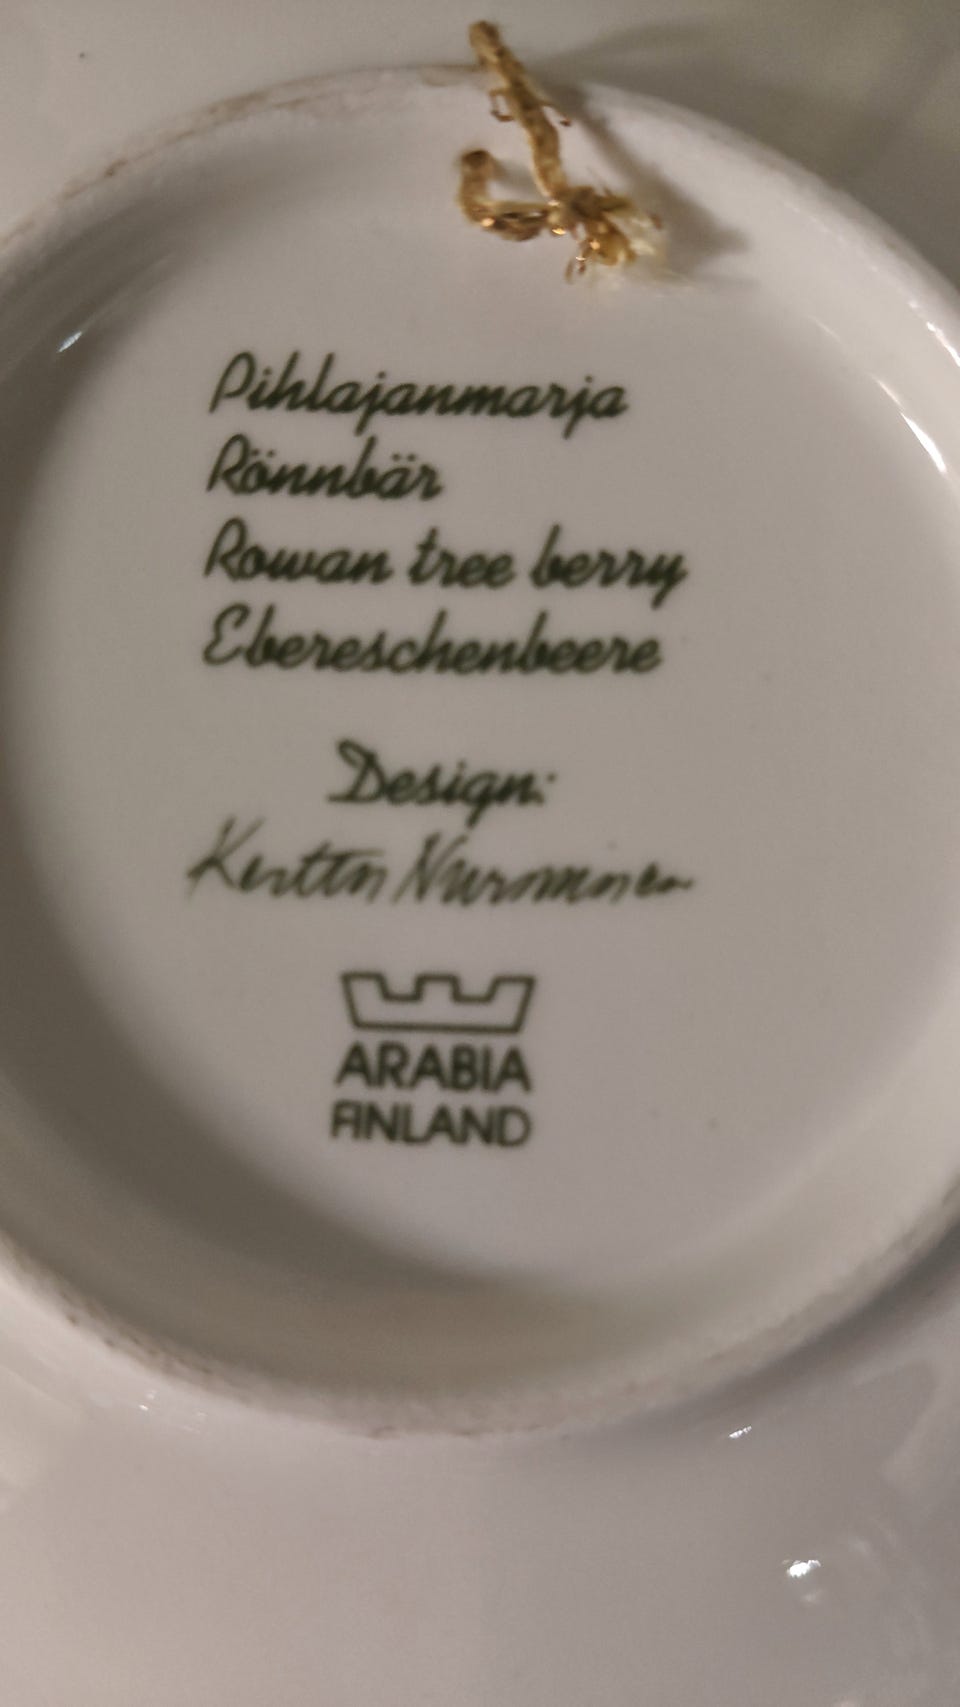 Pihlajanmarja
Rönnbär
Rowan tree berry
Ebereschenbeere
Design:
Kerttu Nurminen
ARABIA
FINLAND